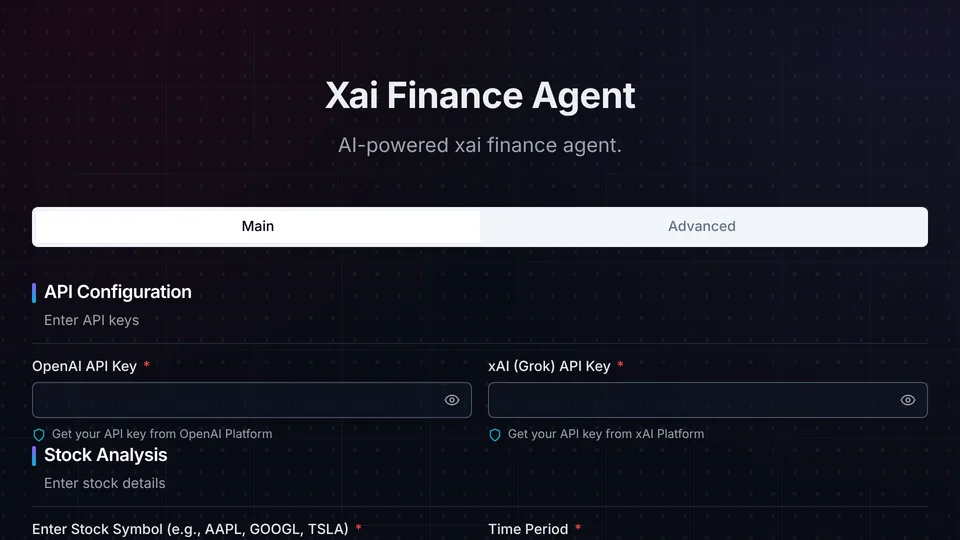 Xai Finance Agent
AI-powered xai finance agent.
Main
Advanced
API Configuration
Enter API keys
OpenAI API Key *
xAI (Grok) API Key *
Get your API key from OpenAI Platform
Get your API key from xAI Platform
Stock Analysis
Enter stock details
Enter Stock Symbol (e.g., AAPL, GOOGL, TSLA) *
Time Period *